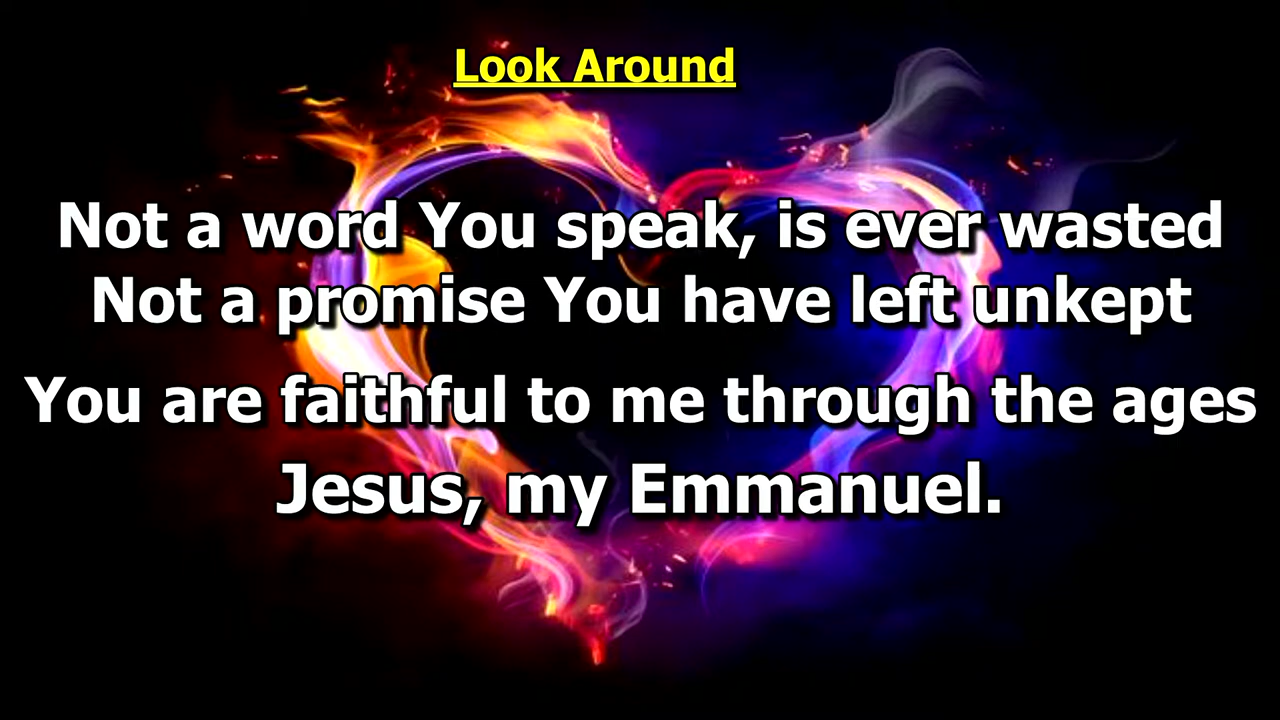 Look Around
Not a word You speak, is ever wasted
Not a promise You have left unkept
You are faithful to me through the ages
Jesus, my Emmanuel.